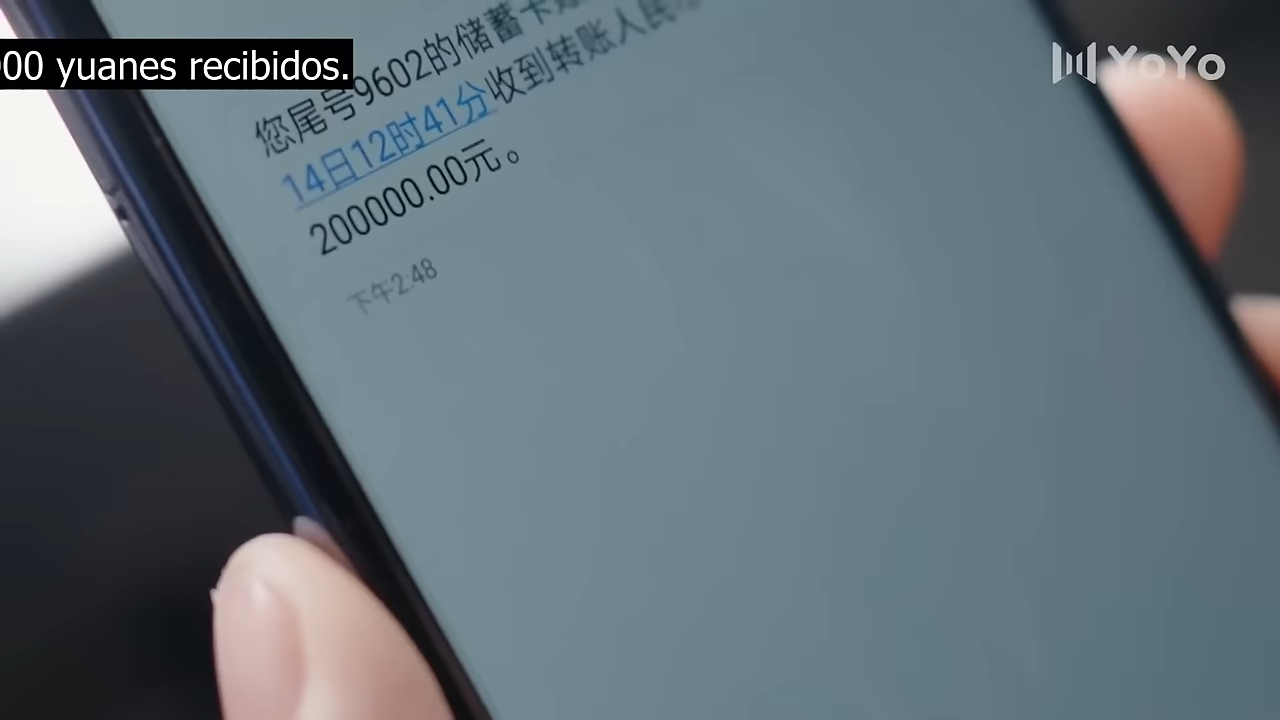 00 yuanes recibidos.
YoYo
您尾号9602的储蓄卡
14日12时41分收到转账人民
200000.00元。
下午2:48